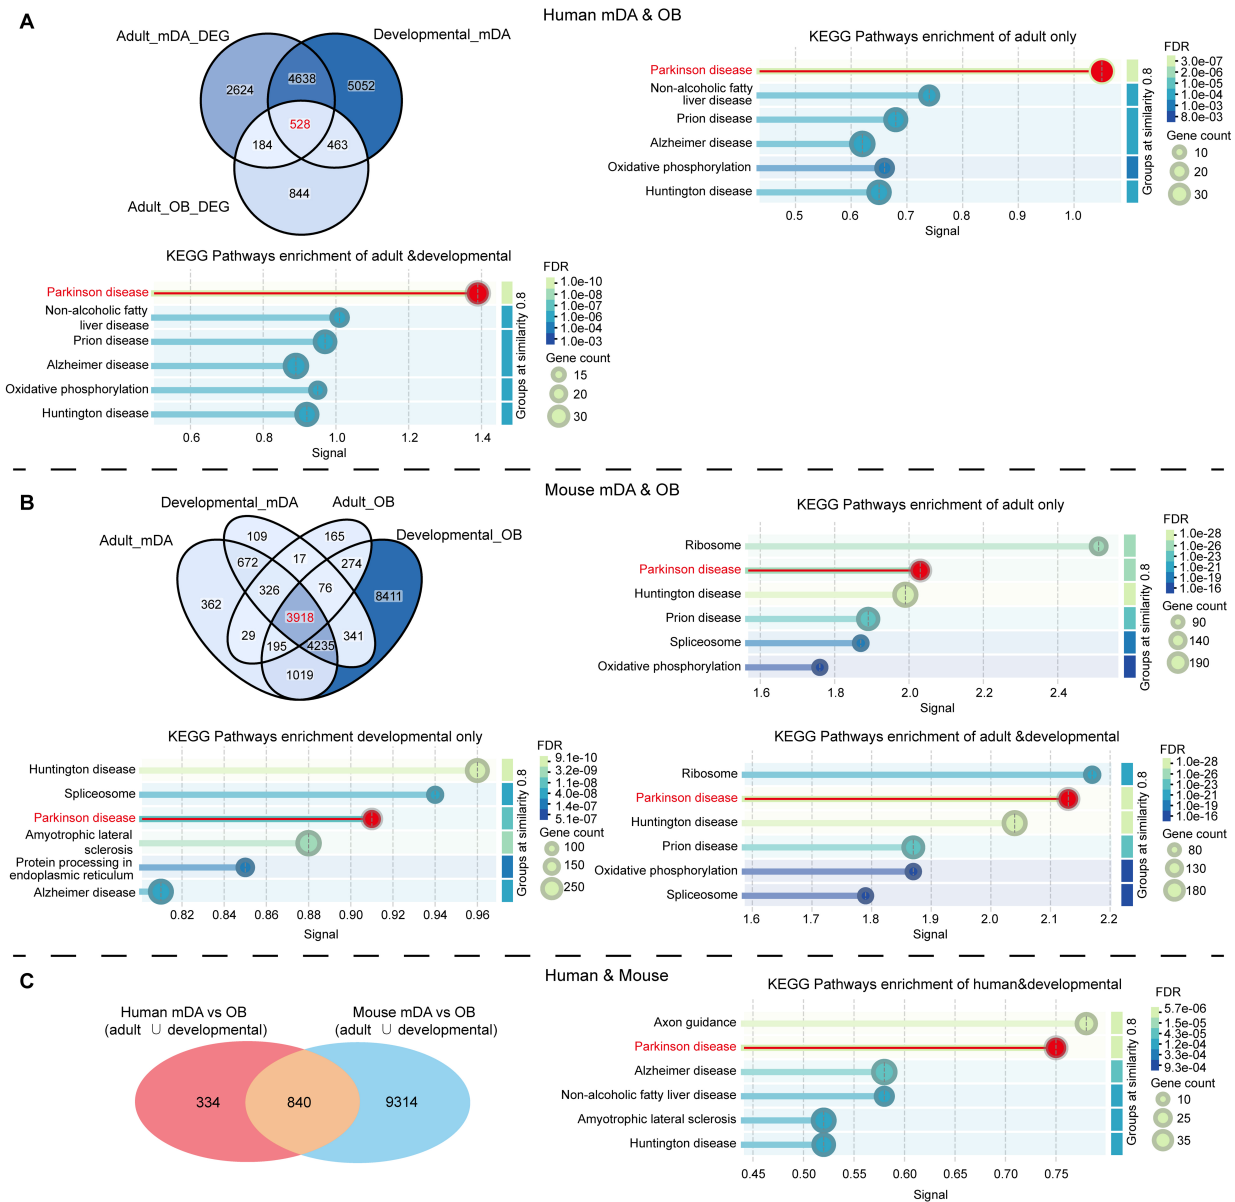 A
Human mDA & OB
Adult_mDA_DEG
Developmental_mDA
2624
4638
5052
528
184
463
844
Adult_OB_DEG
KEGG Pathways enrichment of adult only
Parkinson disease
Non-alcoholic fatty
liver disease
Prion disease
Alzheimer disease
Oxidative phosphorylation
Huntington disease
0.5
0.6
0.7
0.8
0.9
1.0
Signal
Groups at similarity 0.8
FDR
3.0e-07
2.0e-06
1.0e-05
1.0e-04
1.0e-03
8.0e-03
Gene count
10
20
30
KEGG Pathways enrichment of adult &developmental
Parkinson disease
Non-alcoholic fatty
liver disease
Prion disease
Alzheimer disease
Oxidative phosphorylation
Huntington disease
0.6
0.8
1.0
1.2
1.4
Signal
Groups at similarity 0.8
FDR
1.0e-10
1.0e-08
1.0e-07
1.0e-06
1.0e-04
1.0e-03
Gene count
15
20
30
B
Mouse mDA & OB
Developmental_mDA
Adult_OB
Adult_mDA
Developmental_OB
109
165
672
17
274
362
326
76
8411
3918
29
195
4235
341
1019
KEGG Pathways enrichment of adult only
Ribosome
Parkinson disease
Huntington disease
Prion disease
Spliceosome
Oxidative phosphorylation
1.6
1.8
2.0
2.2
2.4
Signal
Groups at similarity 0.8
FDR
1.0e-28
1.0e-26
1.0e-23
1.0e-21
1.0e-19
1.0e-16
Gene count
90
140
190
KEGG Pathways enrichment developmental only
Huntington disease
Spliceosome
Parkinson disease
Amyotrophic lateral
sclerosis
Protein processing in
endoplasmic reticulum
Alzheimer disease
0.82
0.84
0.86
0.88
0.90
0.92
0.94
0.96
Signal
Groups at similarity 0.8
FDR
9.1e-10
3.2e-09
1.1e-08
4.0e-08
1.4e-07
5.1e-07
Gene count
100
150
250
KEGG Pathways enrichment of adult &developmental
Ribosome
Parkinson disease
Huntington disease
Prion disease
Oxidative phosphorylation
Spliceosome
1.6
1.7
1.8
1.9
2.0
2.1
2.2
Signal
Groups at similarity 0.8
FDR
1.0e-28
1.0e-26
1.0e-23
1.0e-21
1.0e-19
1.0e-16
Gene count
80
130
180
C
Human & Mouse
Human mDA vs OB
(adult ∪ developmental)
Mouse mDA vs OB
(adult ∪ developmental)
334
840
9314
KEGG Pathways enrichment of human&developmental
Axon guidance
Parkinson disease
Alzheimer disease
Non-alcoholic fatty liver disease
Amyotrophic lateral sclerosis
Huntington disease
0.45
0.50
0.55
0.60
0.65
0.70
0.75
Signal
Groups at similarity 0.8
FDR
5.7e-06
1.5e-05
4.3e-05
1.2e-04
3.3e-04
9.3e-04
Gene count
10
25
35